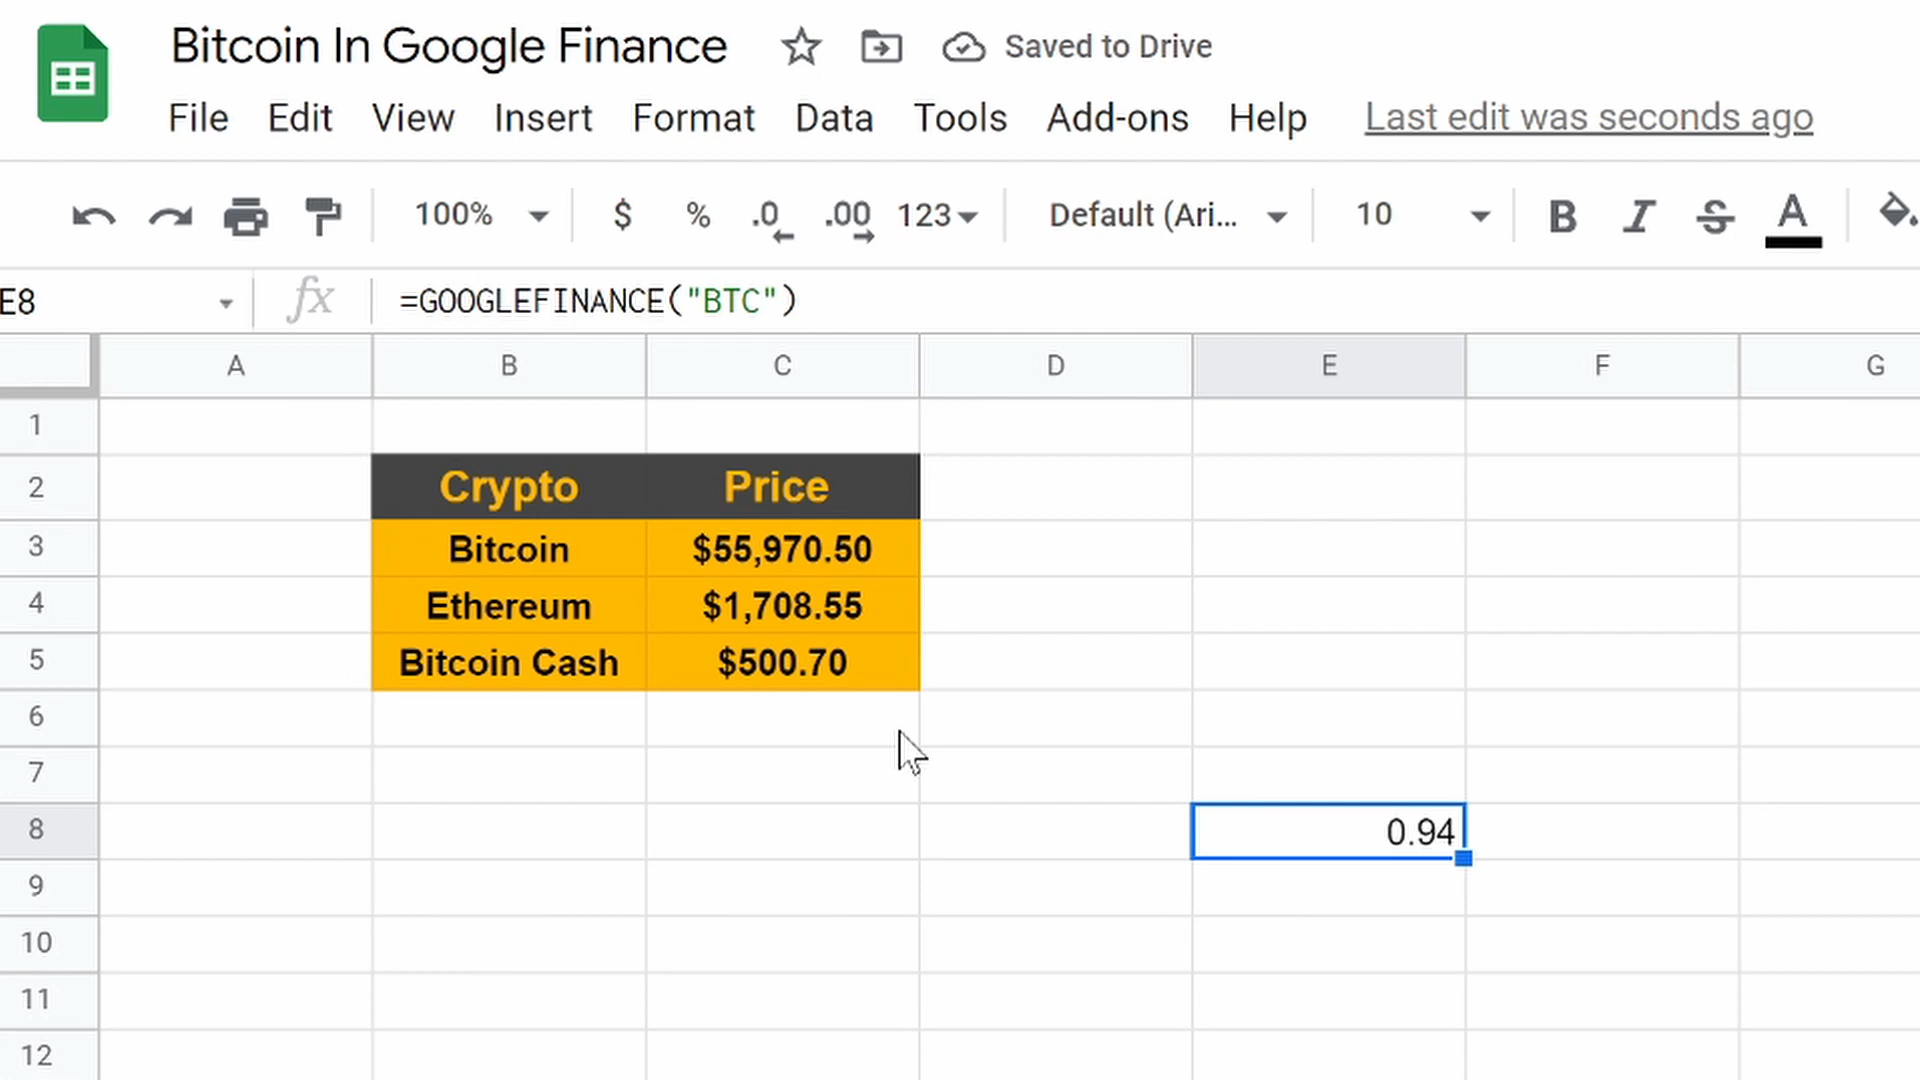 Bitcoin In Google Finance Saved to Drive
File Edit View Insert Format Data Tools Add-ons Help Last edit was seconds ago
100% $ % .0 .00 123 Default (Ari... 10 B I S A
E8 fx =GOOGLEFINANCE("BTC")
A B C D E F G
1
2 Crypto Price
3 Bitcoin $55,970.50
4 Ethereum $1,708.55
5 Bitcoin Cash $500.70
6
7
8 0.94
9
10
11
12